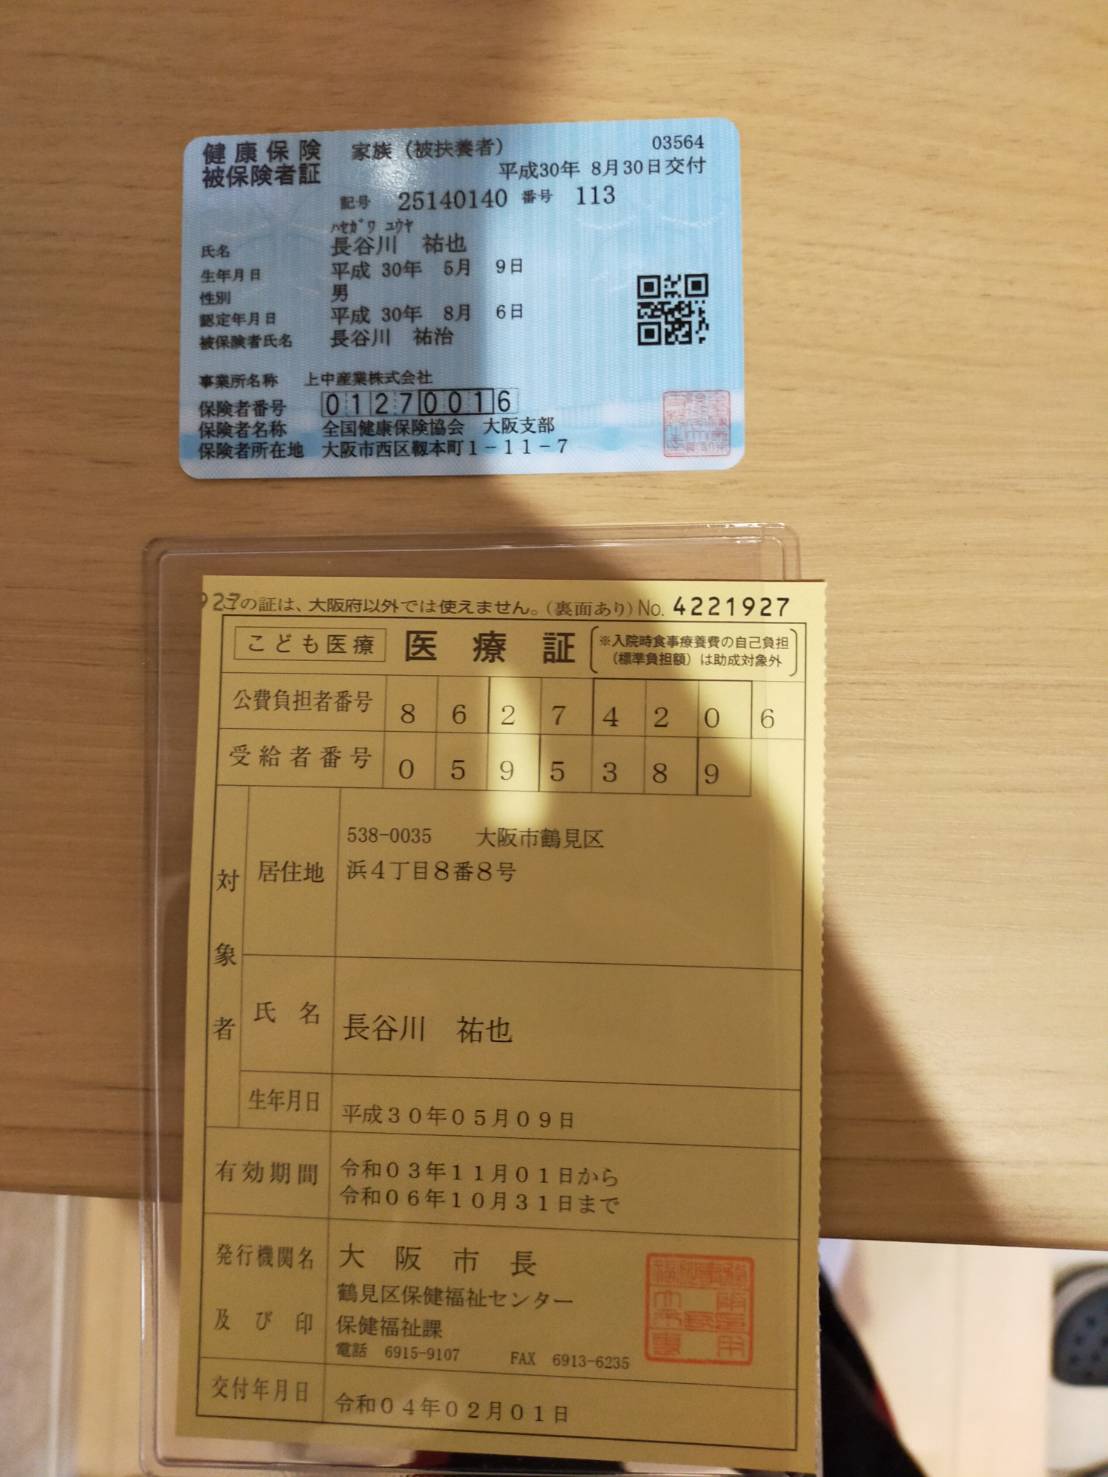 健康保険 家族(被扶養者) 03564
被保険者証 平成30年 8月30日交付
記号 25140140 番号 113
ﾊｾｶﾞﾜ ﾕｳﾔ
氏名 長谷川 祐也
生年月日 平成 30年 5月 9日
性別 男
認定年月日 平成 30年 8月 6日
被保険者氏名 長谷川 祐治
事業所名称 上中産業株式会社
保険者番号 01270016
保険者名称 全国健康保険協会 大阪支部
保険者所在地 大阪市西区靱本町1-11-7
927
この証は、大阪府以外では使えません。(裏面あり) No. 4221927
こども医療 医療証 ※入院時食事療養費の自己負担
(標準負担額)は助成対象外
公費負担者番号 86274206
受給者番号 0595389
対象者
居住地 538-0035 大阪市鶴見区
浜4丁目8番8号
氏名 長谷川 祐也
生年月日 平成30年05月09日
有効期間 令和03年11月01日から
令和06年10月31日まで
発行機関名 大阪市長
鶴見区保健福祉センター
及び印 保健福祉課
電話 6915-9107 FAX 6913-6235
交付年月日 令和04年02月01日